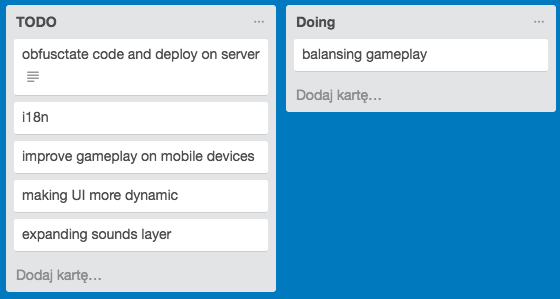 TODO
obfusctate code and deploy on server
i18n
improve gameplay on mobile devices
making UI more dynamic
expanding sounds layer
Dodaj kartę...
Doing
balansing gameplay
Dodaj kartę...